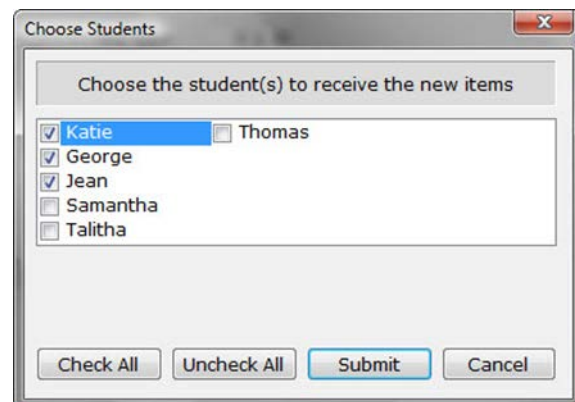 Choose Students
Choose the student(s) to receive the new items
Katie
George
Jean
Samantha
Talitha
Thomas
Check All
Uncheck All
Submit
Cancel